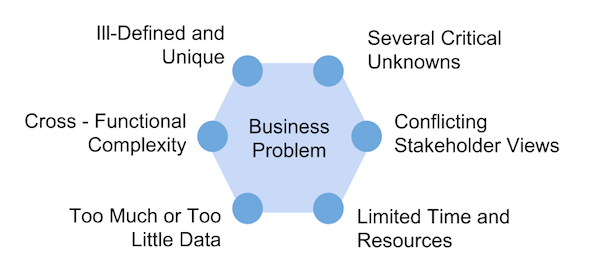 Ill-Defined and
Unique
Several Critical
Unknowns
Cross - Functional
Complexity
Business
Problem
Conflicting
Stakeholder Views
Too Much or Too
Little Data
Limited Time and
Resources